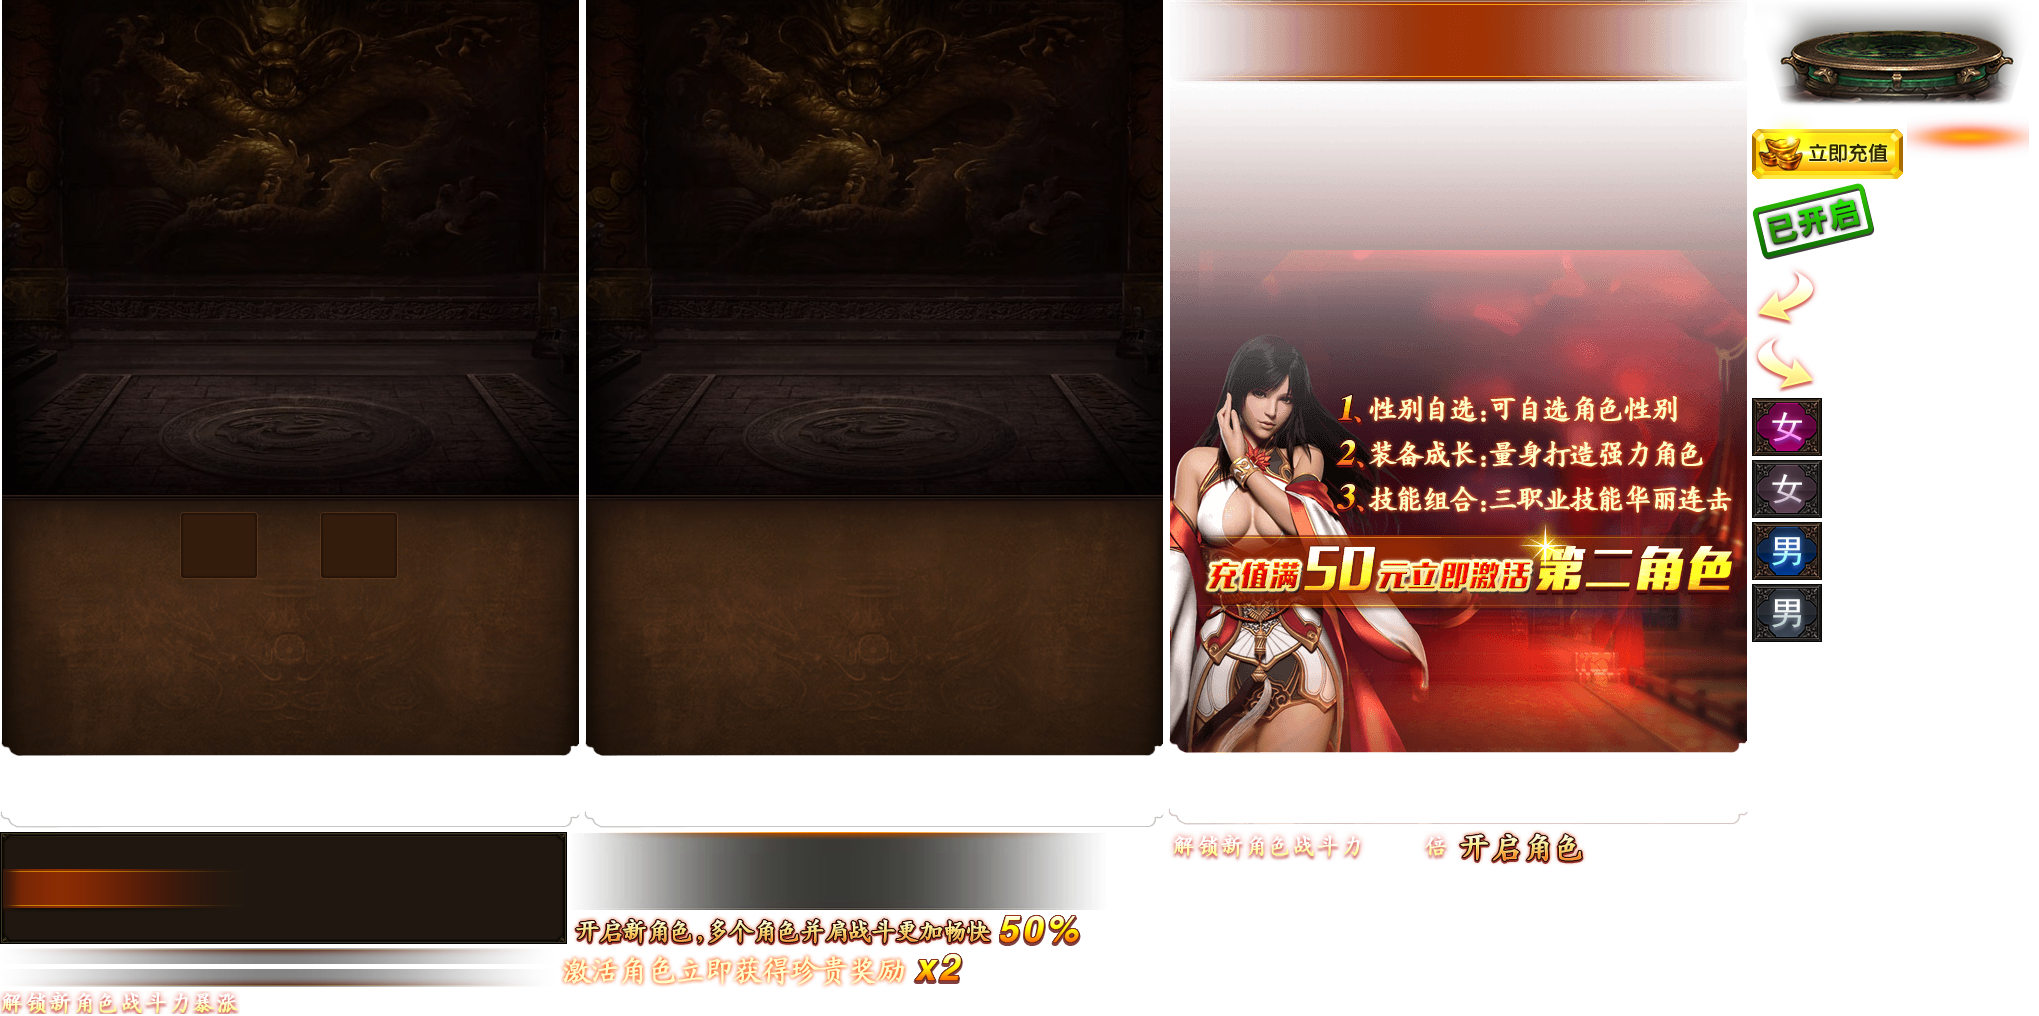 立即充值
已开启
1、性别自选:可自选角色性别
2、装备成长:量身打造强力角色
3、技能组合:三职业技能华丽连击
充值满50元立即激活第二角色
女
女
男
男
解锁新角色战斗力 倍 开启角色
开启新角色,多个角色并肩战斗更加畅快 50%
激活角色立即获得珍贵奖励 x2
解锁新角色战斗力暴涨